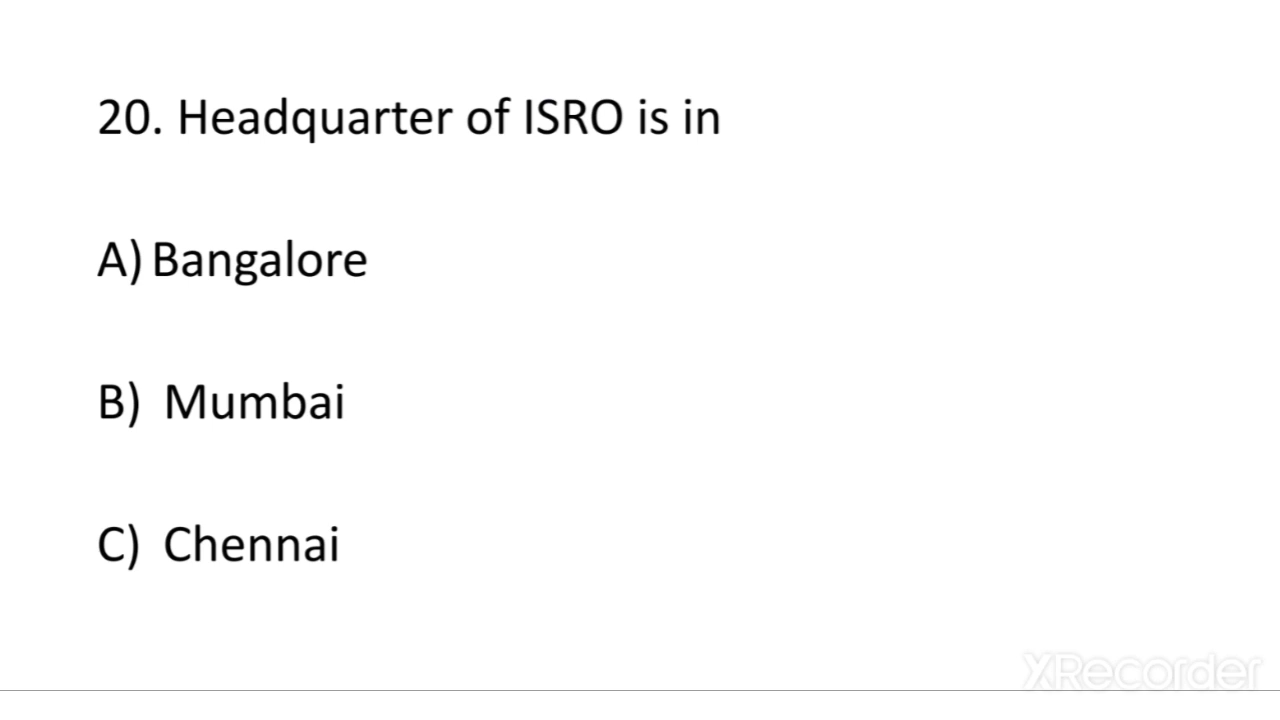 20. Headquarter of ISRO is in
A) Bangalore
B) Mumbai
C) Chennai
XRecorder